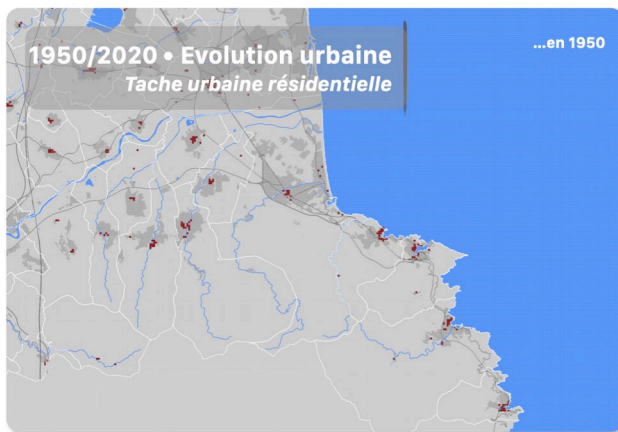 1950/2020 • Evolution urbaine
...en 1950
Tache urbaine résidentielle